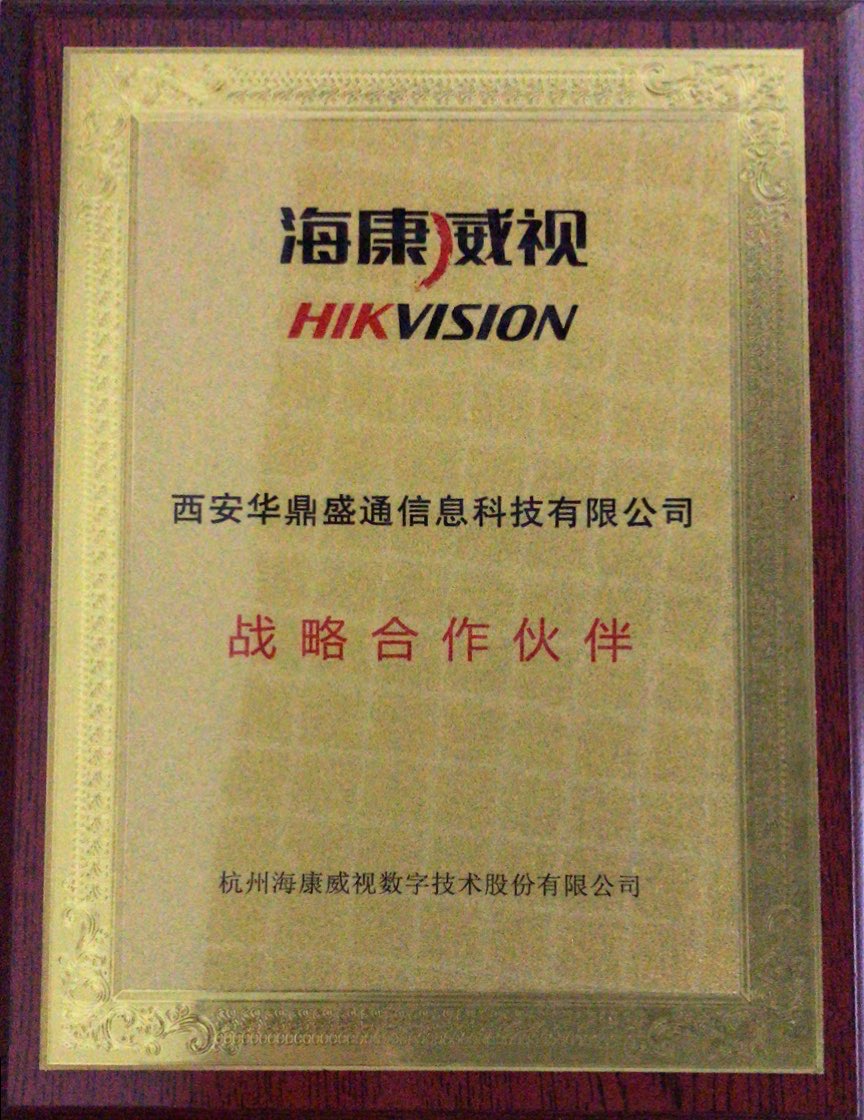 海康威视
HIKVISION
西安华鼎盛通信息科技有限公司
战略合作伙伴
杭州海康威视数字技术股份有限公司